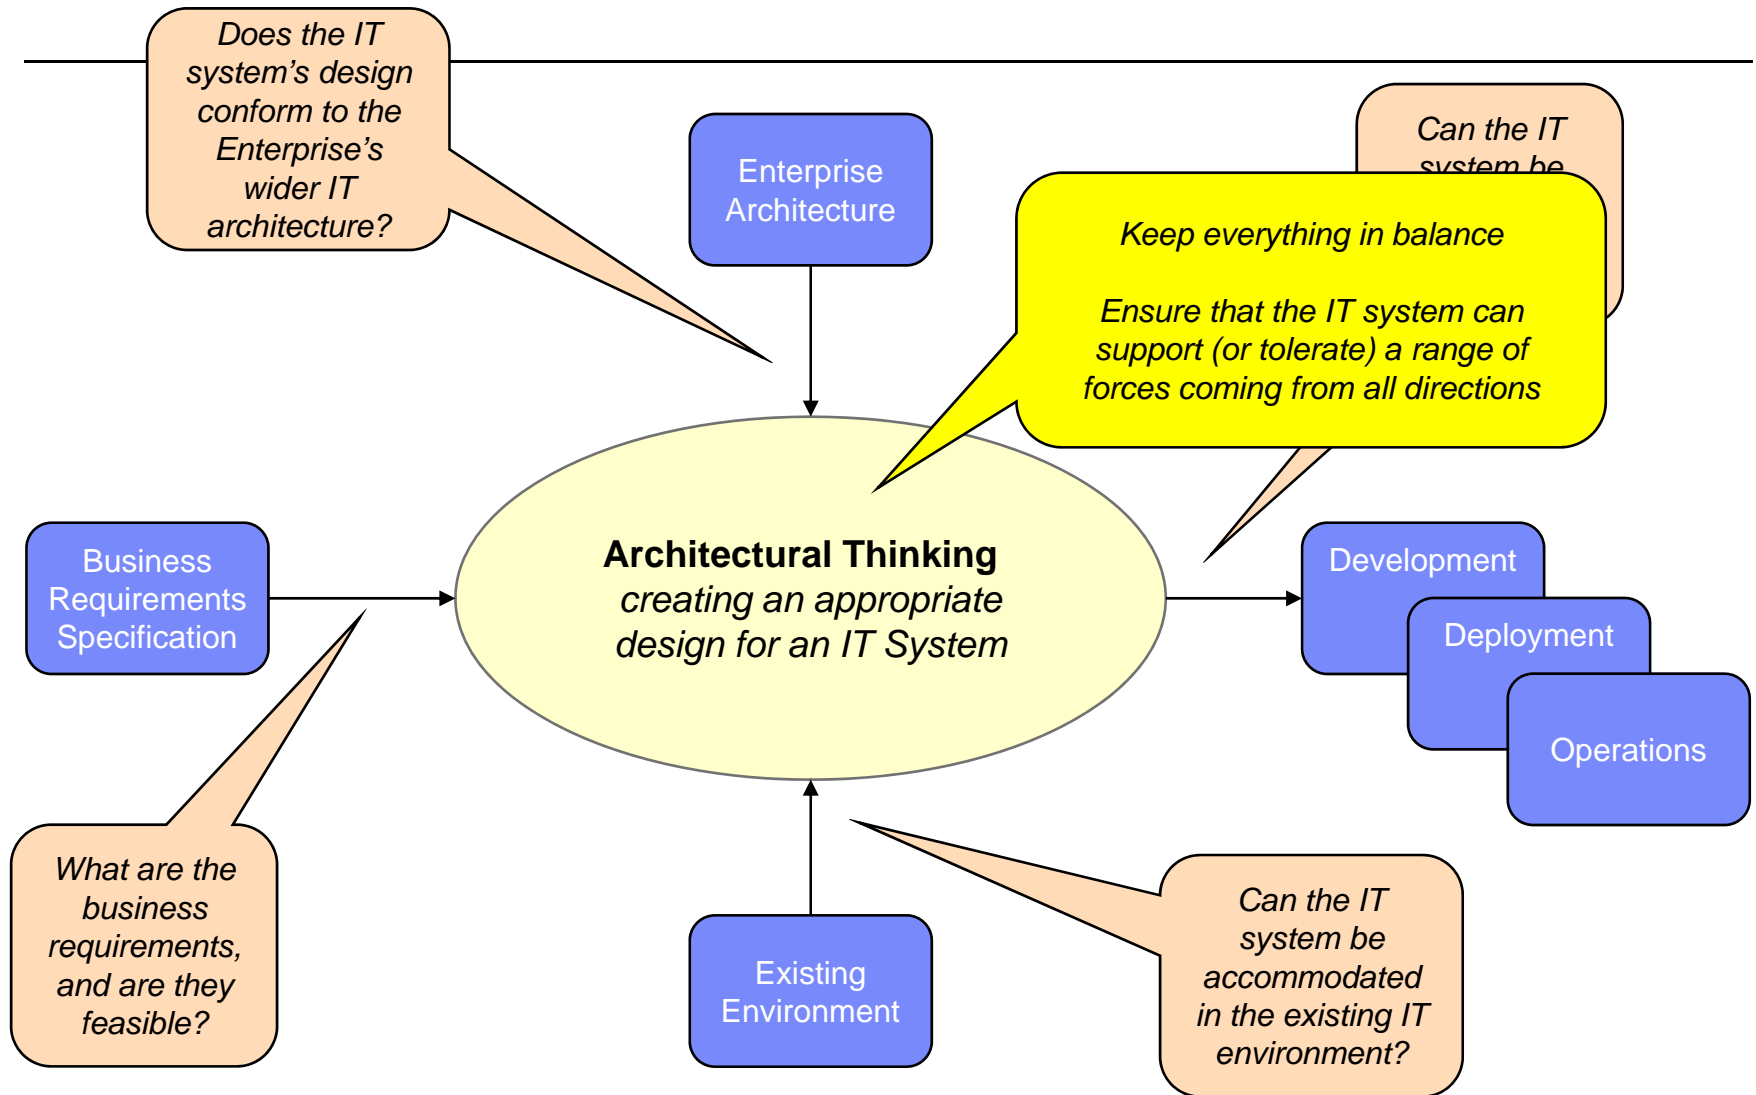 Does the IT
system’s design
conform to the
Enterprise’s
wider IT
architecture?
Enterprise
Architecture
Can the IT
system be
Keep everything in balance
Ensure that the IT system can
support (or tolerate) a range of
forces coming from all directions
Business
Requirements
Specification
Architectural Thinking
creating an appropriate
design for an IT System
Development
Deployment
Operations
What are the
business
requirements,
and are they
feasible?
Existing
Environment
Can the IT
system be
accommodated
in the existing IT
environment?